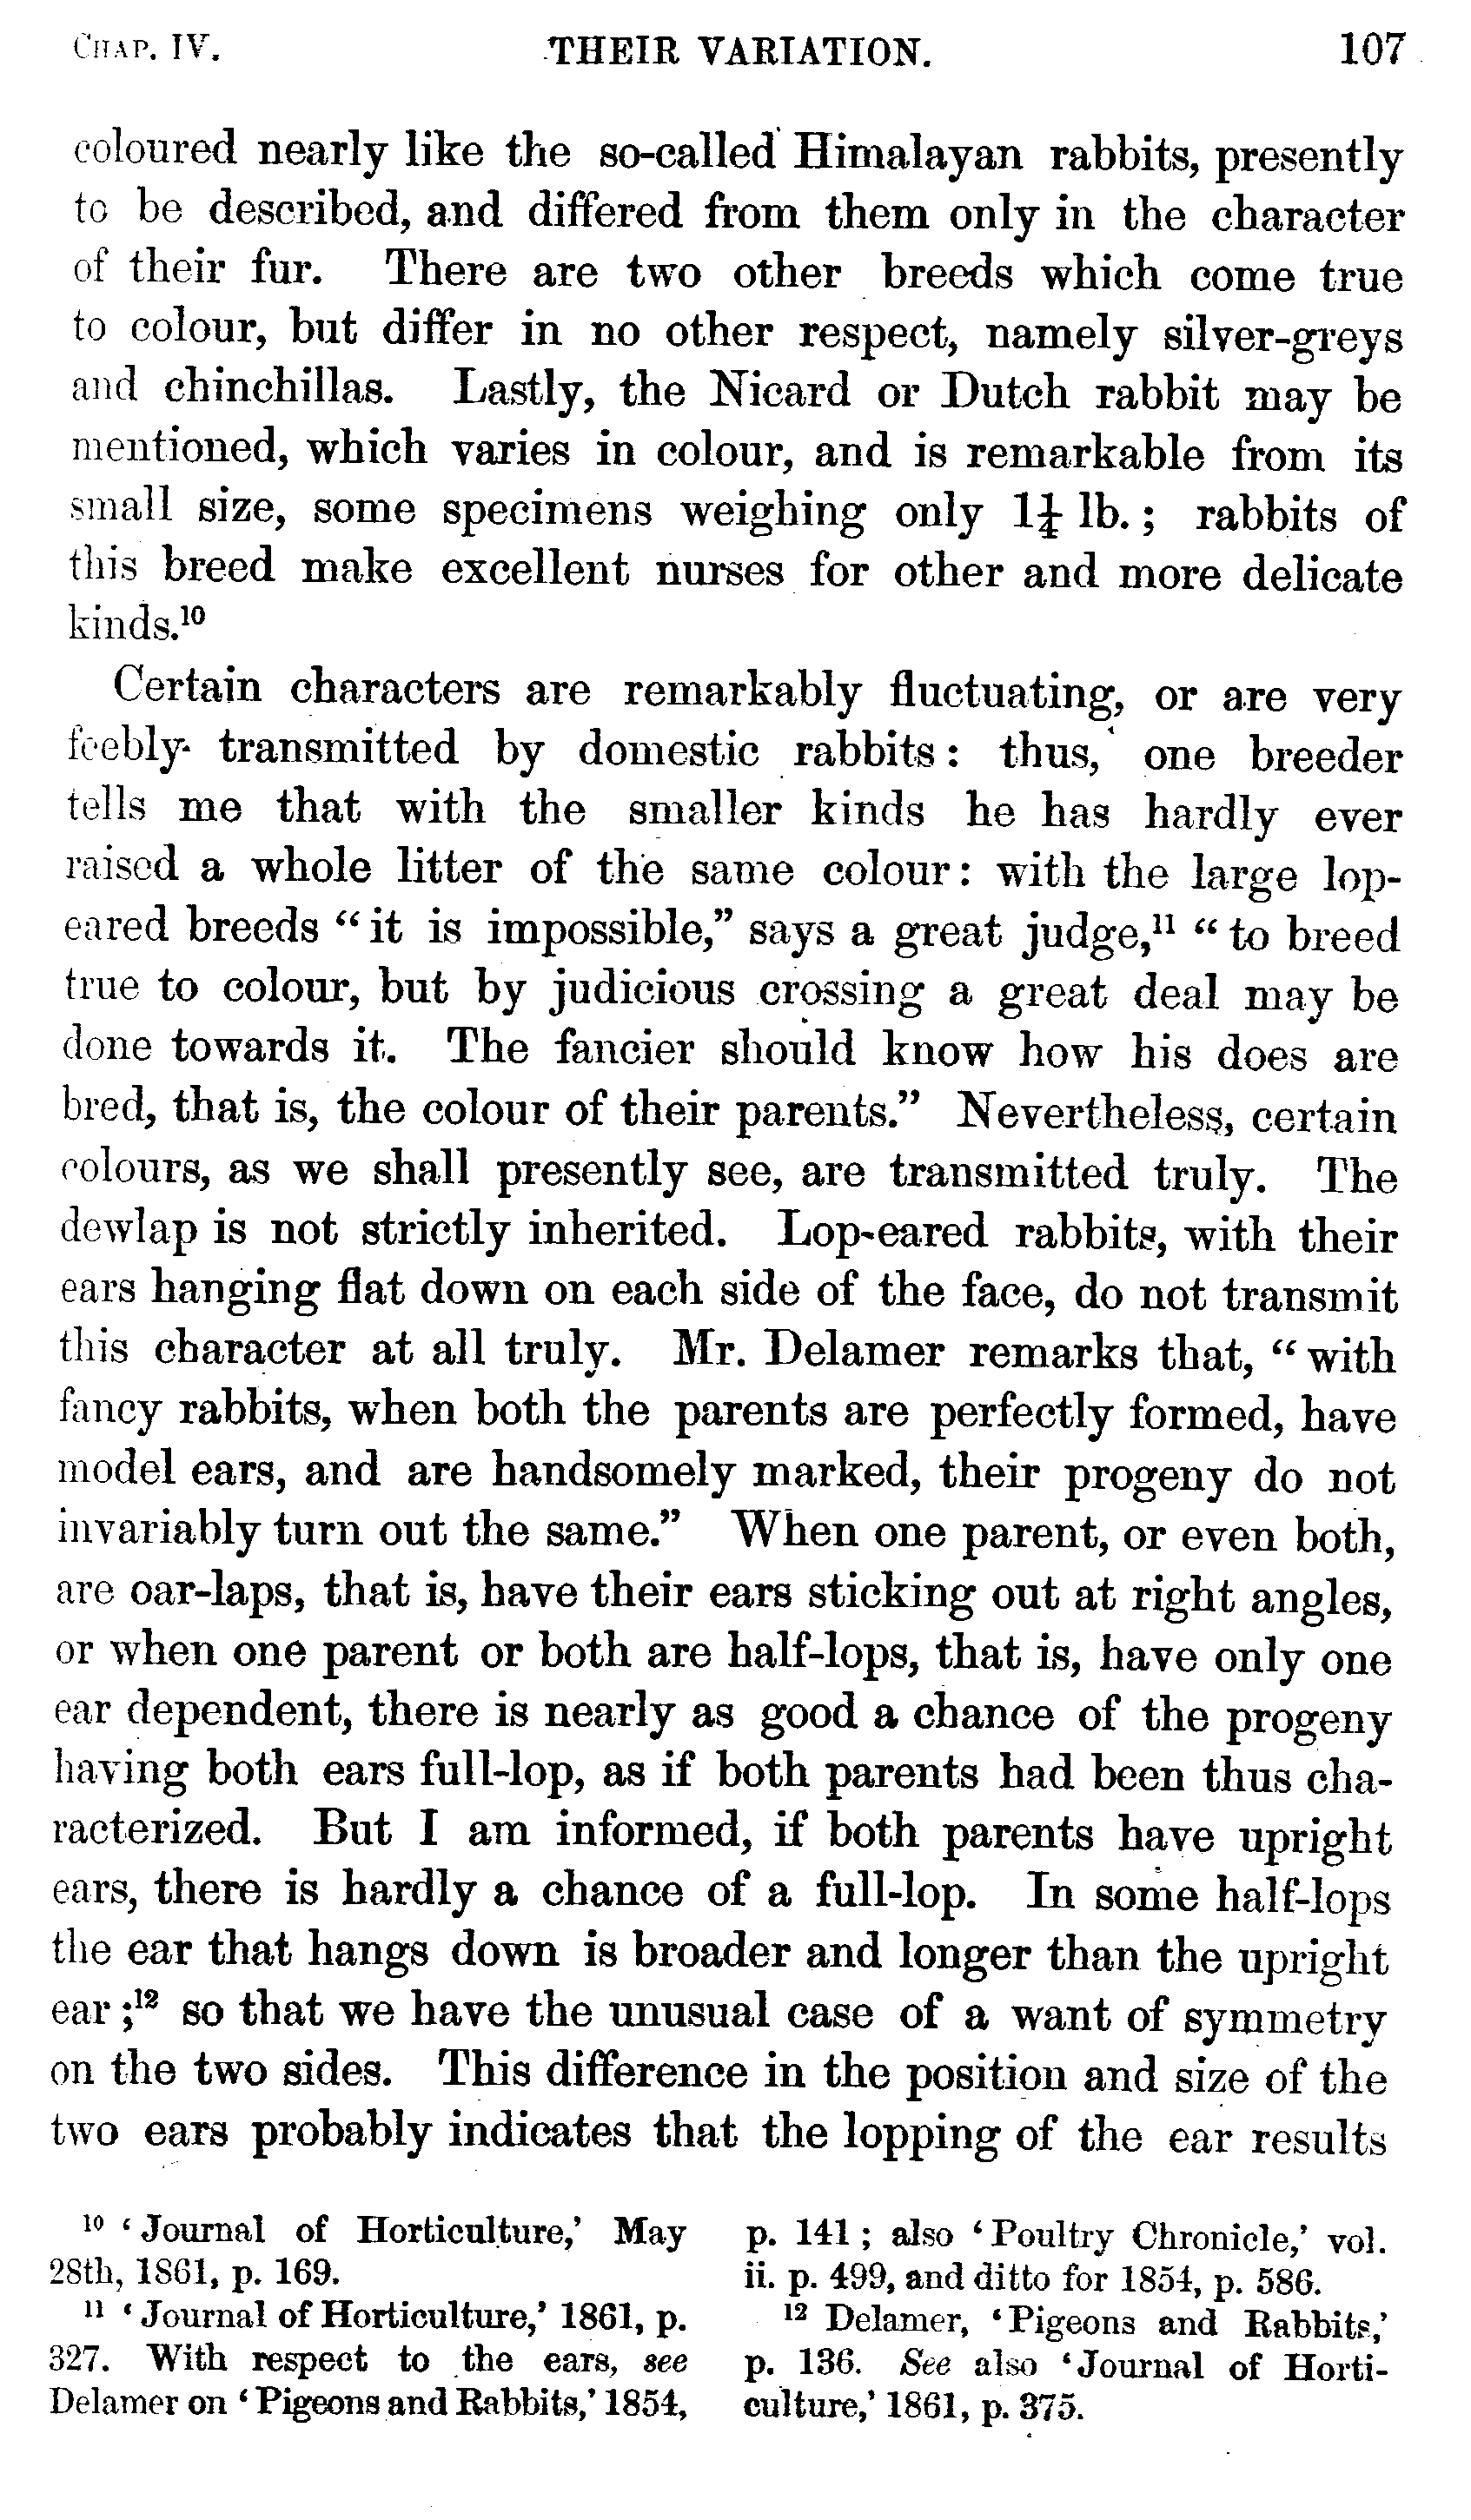 CHAP. IV. THEIR VARIATION. 107
coloured nearly like the so-called Himalayan rabbits, presently
to be described, and differed from them only in the character
of their fur. There are two other breeds which come true
to colour, but differ in no other respect, namely silver-greys
and chinchillas. Lastly, the Nicard or Dutch rabbit may be
mentioned, which varies in colour, and is remarkable from its
small size, some specimens weighing only 1¼ lb.; rabbits of
this breed make excellent nurses for other and more delicate
kinds.¹⁰
Certain characters are remarkably fluctuating, or are very
feebly transmitted by domestic rabbits: thus, one breeder
tells me that with the smaller kinds he has hardly ever
raised a whole litter of the same colour: with the large lop-
eared breeds “it is impossible,” says a great judge,¹¹ “to breed
true to colour, but by judicious crossing a great deal may be
done towards it. The fancier should know how his does are
bred, that is, the colour of their parents.” Nevertheless, certain
colours, as we shall presently see, are transmitted truly. The
dewlap is not strictly inherited. Lop-eared rabbits, with their
ears hanging flat down on each side of the face, do not transmit
this character at all truly. Mr. Delamer remarks that, “with
fancy rabbits, when both the parents are perfectly formed, have
model ears, and are handsomely marked, their progeny do not
invariably turn out the same.” When one parent, or even both,
are oar-laps, that is, have their ears sticking out at right angles,
or when one parent or both are half-lops, that is, have only one
ear dependent, there is nearly as good a chance of the progeny
having both ears full-lop, as if both parents had been thus cha-
racterized. But I am informed, if both parents have upright
ears, there is hardly a chance of a full-lop. In some half-lops
the ear that hangs down is broader and longer than the upright
ear;¹² so that we have the unusual case of a want of symmetry
on the two sides. This difference in the position and size of the
two ears probably indicates that the lopping of the ear results
¹⁰ ‘Journal of Horticulture,’ May
28th, 1861, p. 169.
¹¹ ‘Journal of Horticulture,’ 1861, p.
327. With respect to the ears, see
Delamer on ‘Pigeons and Rabbits,’ 1854,
p. 141; also ‘Poultry Chronicle,’ vol.
ii. p. 499, and ditto for 1854, p. 586.
¹² Delamer, ‘Pigeons and Rabbits,’
p. 136. See also ‘Journal of Horti-
culture,’ 1861, p. 375.